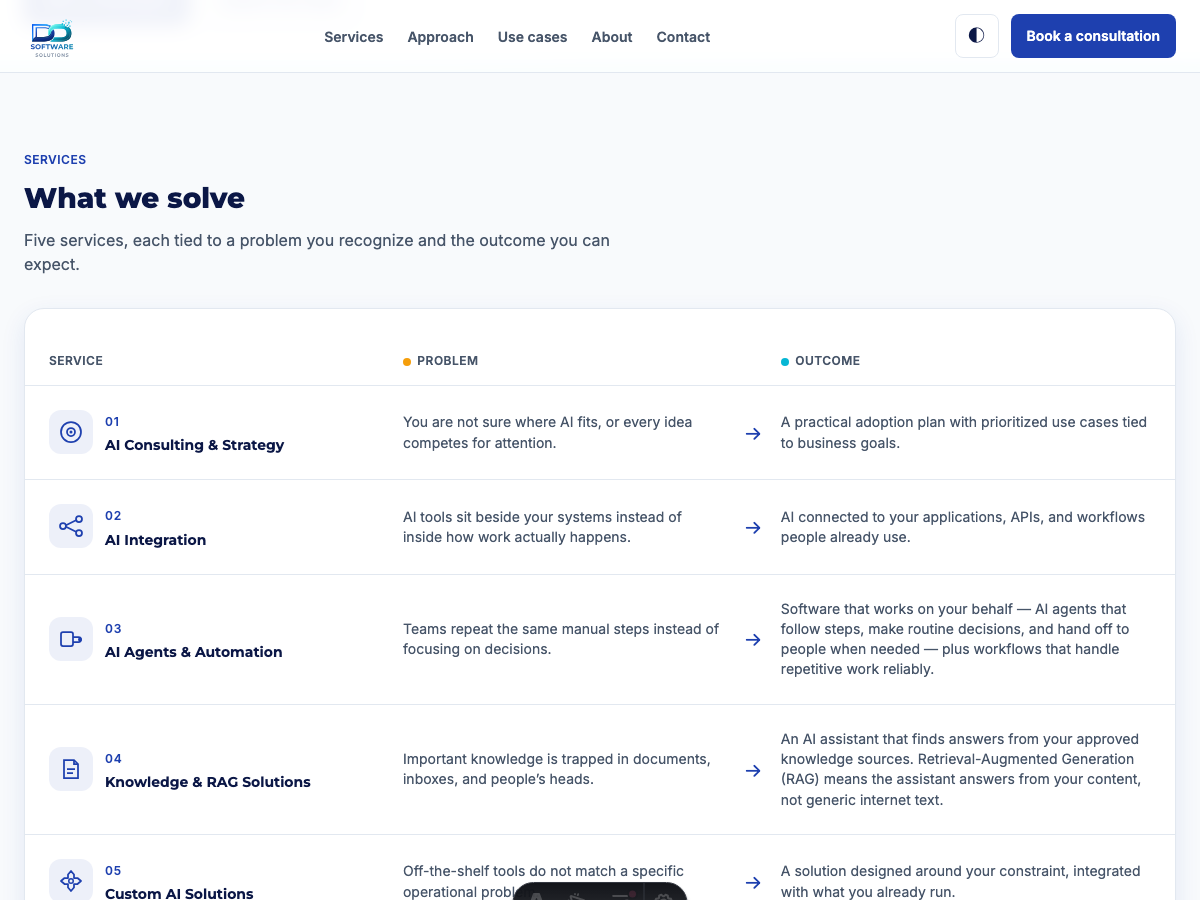 DO
SOFTWARE
SOLUTIONS
Services
Approach
Use cases
About
Contact
Book a consultation
SERVICES
What we solve
Five services, each tied to a problem you recognize and the outcome you can
expect.
SERVICE
PROBLEM
OUTCOME
01
AI Consulting & Strategy
You are not sure where AI fits, or every idea
competes for attention.
A practical adoption plan with prioritized use cases tied
to business goals.
02
AI Integration
AI tools sit beside your systems instead of
inside how work actually happens.
AI connected to your applications, APIs, and workflows
people already use.
03
AI Agents & Automation
Teams repeat the same manual steps instead of
focusing on decisions.
Software that works on your behalf — AI agents that
follow steps, make routine decisions, and hand off to
people when needed — plus workflows that handle
repetitive work reliably.
04
Knowledge & RAG Solutions
Important knowledge is trapped in documents,
inboxes, and people’s heads.
An AI assistant that finds answers from your approved
knowledge sources. Retrieval-Augmented Generation
(RAG) means the assistant answers from your content,
not generic internet text.
05
Custom AI Solutions
Off-the-shelf tools do not match a specific
operational
A solution designed around your constraint, integrated
with what you already run.